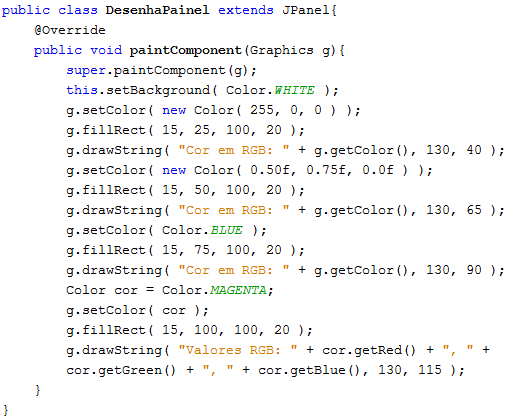 public class DesenhaPainel extends JPanel{
    @Override
    public void paintComponent(Graphics g){
        super.paintComponent(g);
        this.setBackground( Color.WHITE );
        g.setColor( new Color( 255, 0, 0 ) );
        g.fillRect( 15, 25, 100, 20 );
        g.drawString( "Cor em RGB: " + g.getColor(), 130, 40 );
        g.setColor( new Color( 0.50f, 0.75f, 0.0f ) );
        g.fillRect( 15, 50, 100, 20 );
        g.drawString( "Cor em RGB: " + g.getColor(), 130, 65 );
        g.setColor( Color.BLUE );
        g.fillRect( 15, 75, 100, 20 );
        g.drawString( "Cor em RGB: " + g.getColor(), 130, 90 );
        Color cor = Color.MAGENTA;
        g.setColor( cor );
        g.fillRect( 15, 100, 100, 20 );
        g.drawString( "Valores RGB: " + cor.getRed() + ", " +
        cor.getGreen() + ", " + cor.getBlue(), 130, 115 );
    }
}